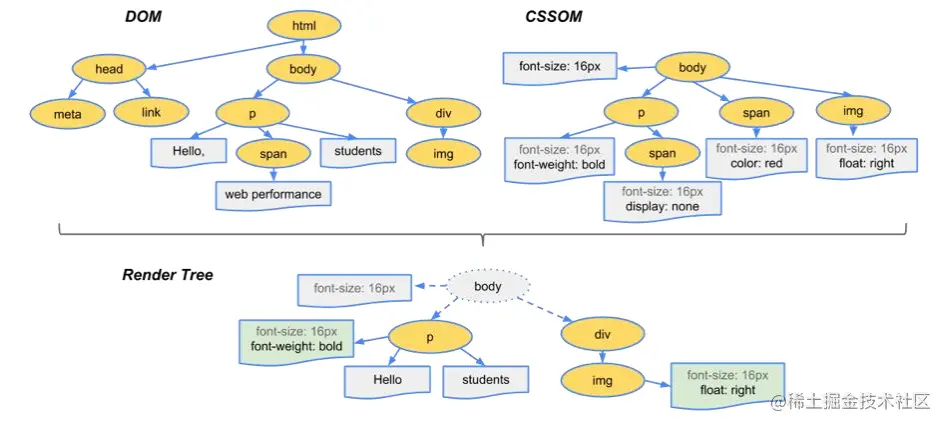 DOM
CSSOM
html
head
body
meta
link
p
div
Hello,
span
students
img
web performance
font-size: 16px
body
p
span
img
font-size: 16px
font-weight: bold
span
font-size: 16px
color: red
font-size: 16px
float: right
font-size: 16px
display: none
Render Tree
font-size: 16px
body
font-size: 16px
font-weight: bold
p
div
Hello
students
img
font-size: 16px
float: right
@稀土掘金技术社区